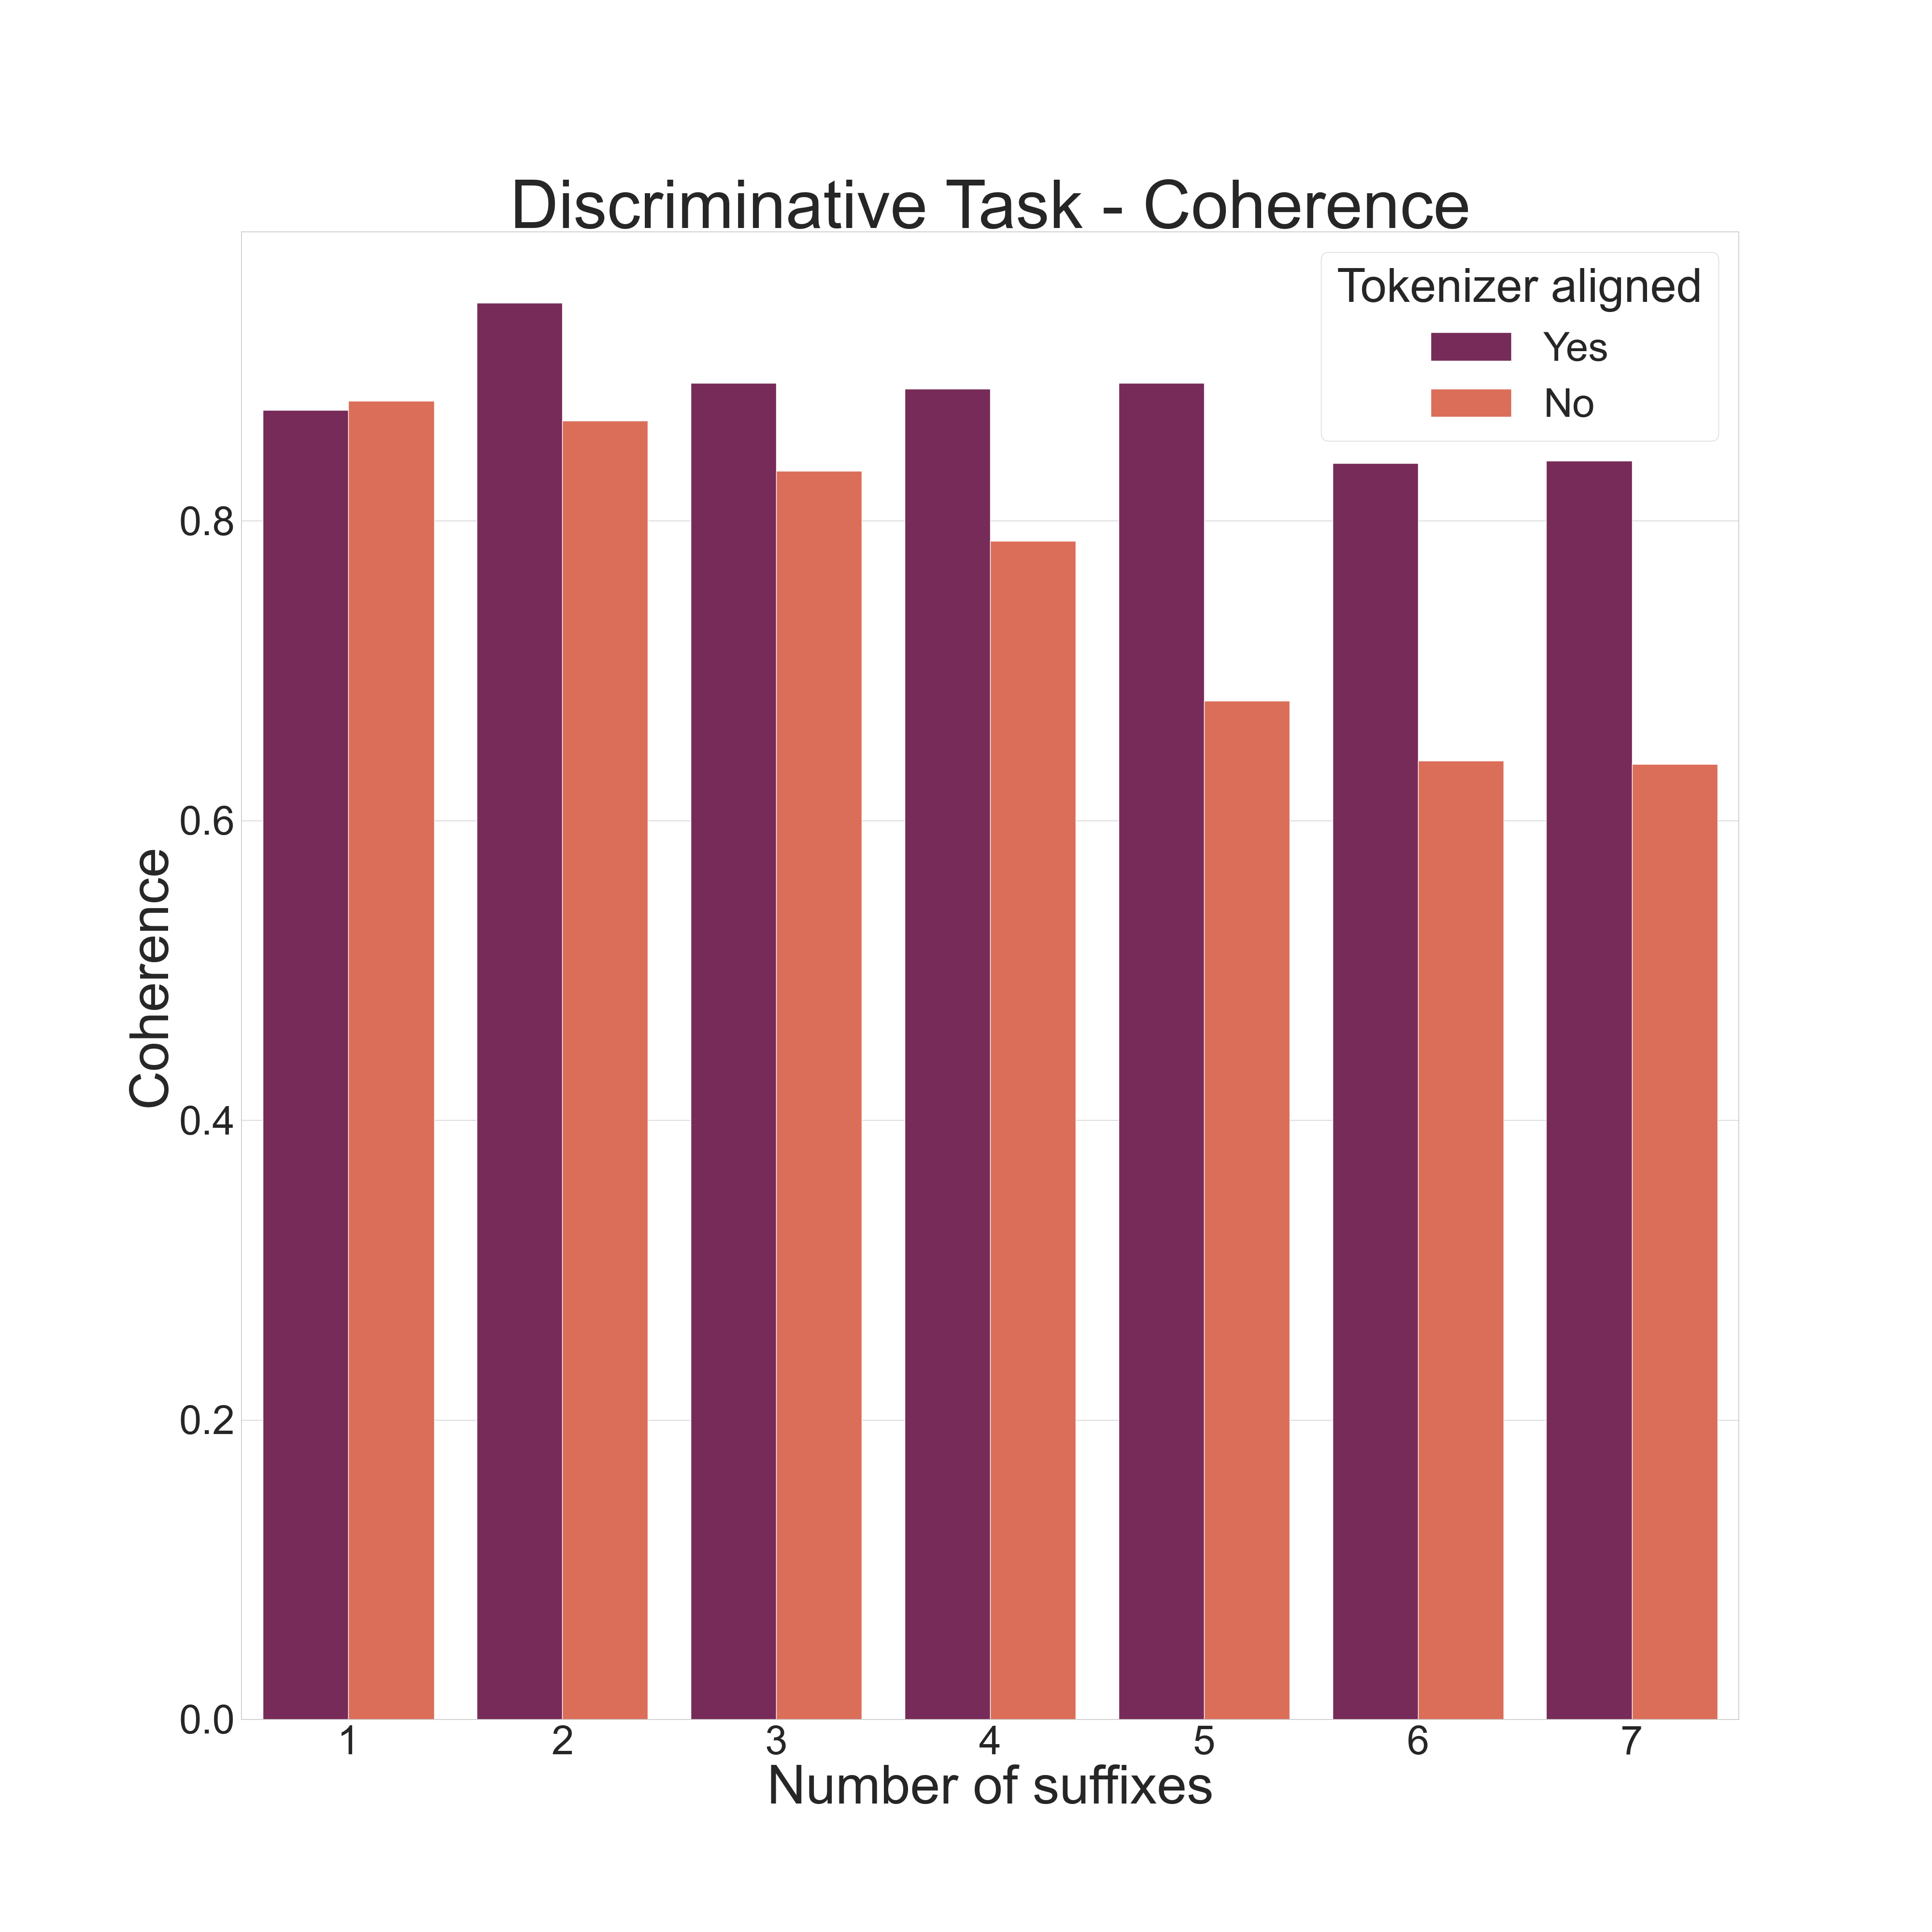 Discriminative Task - Coherence
Tokenizer aligned
Yes
No
Coherence
0.8
0.6
0.4
0.2
0.0
1 2 3 4 5 6 7
Number of suffixes